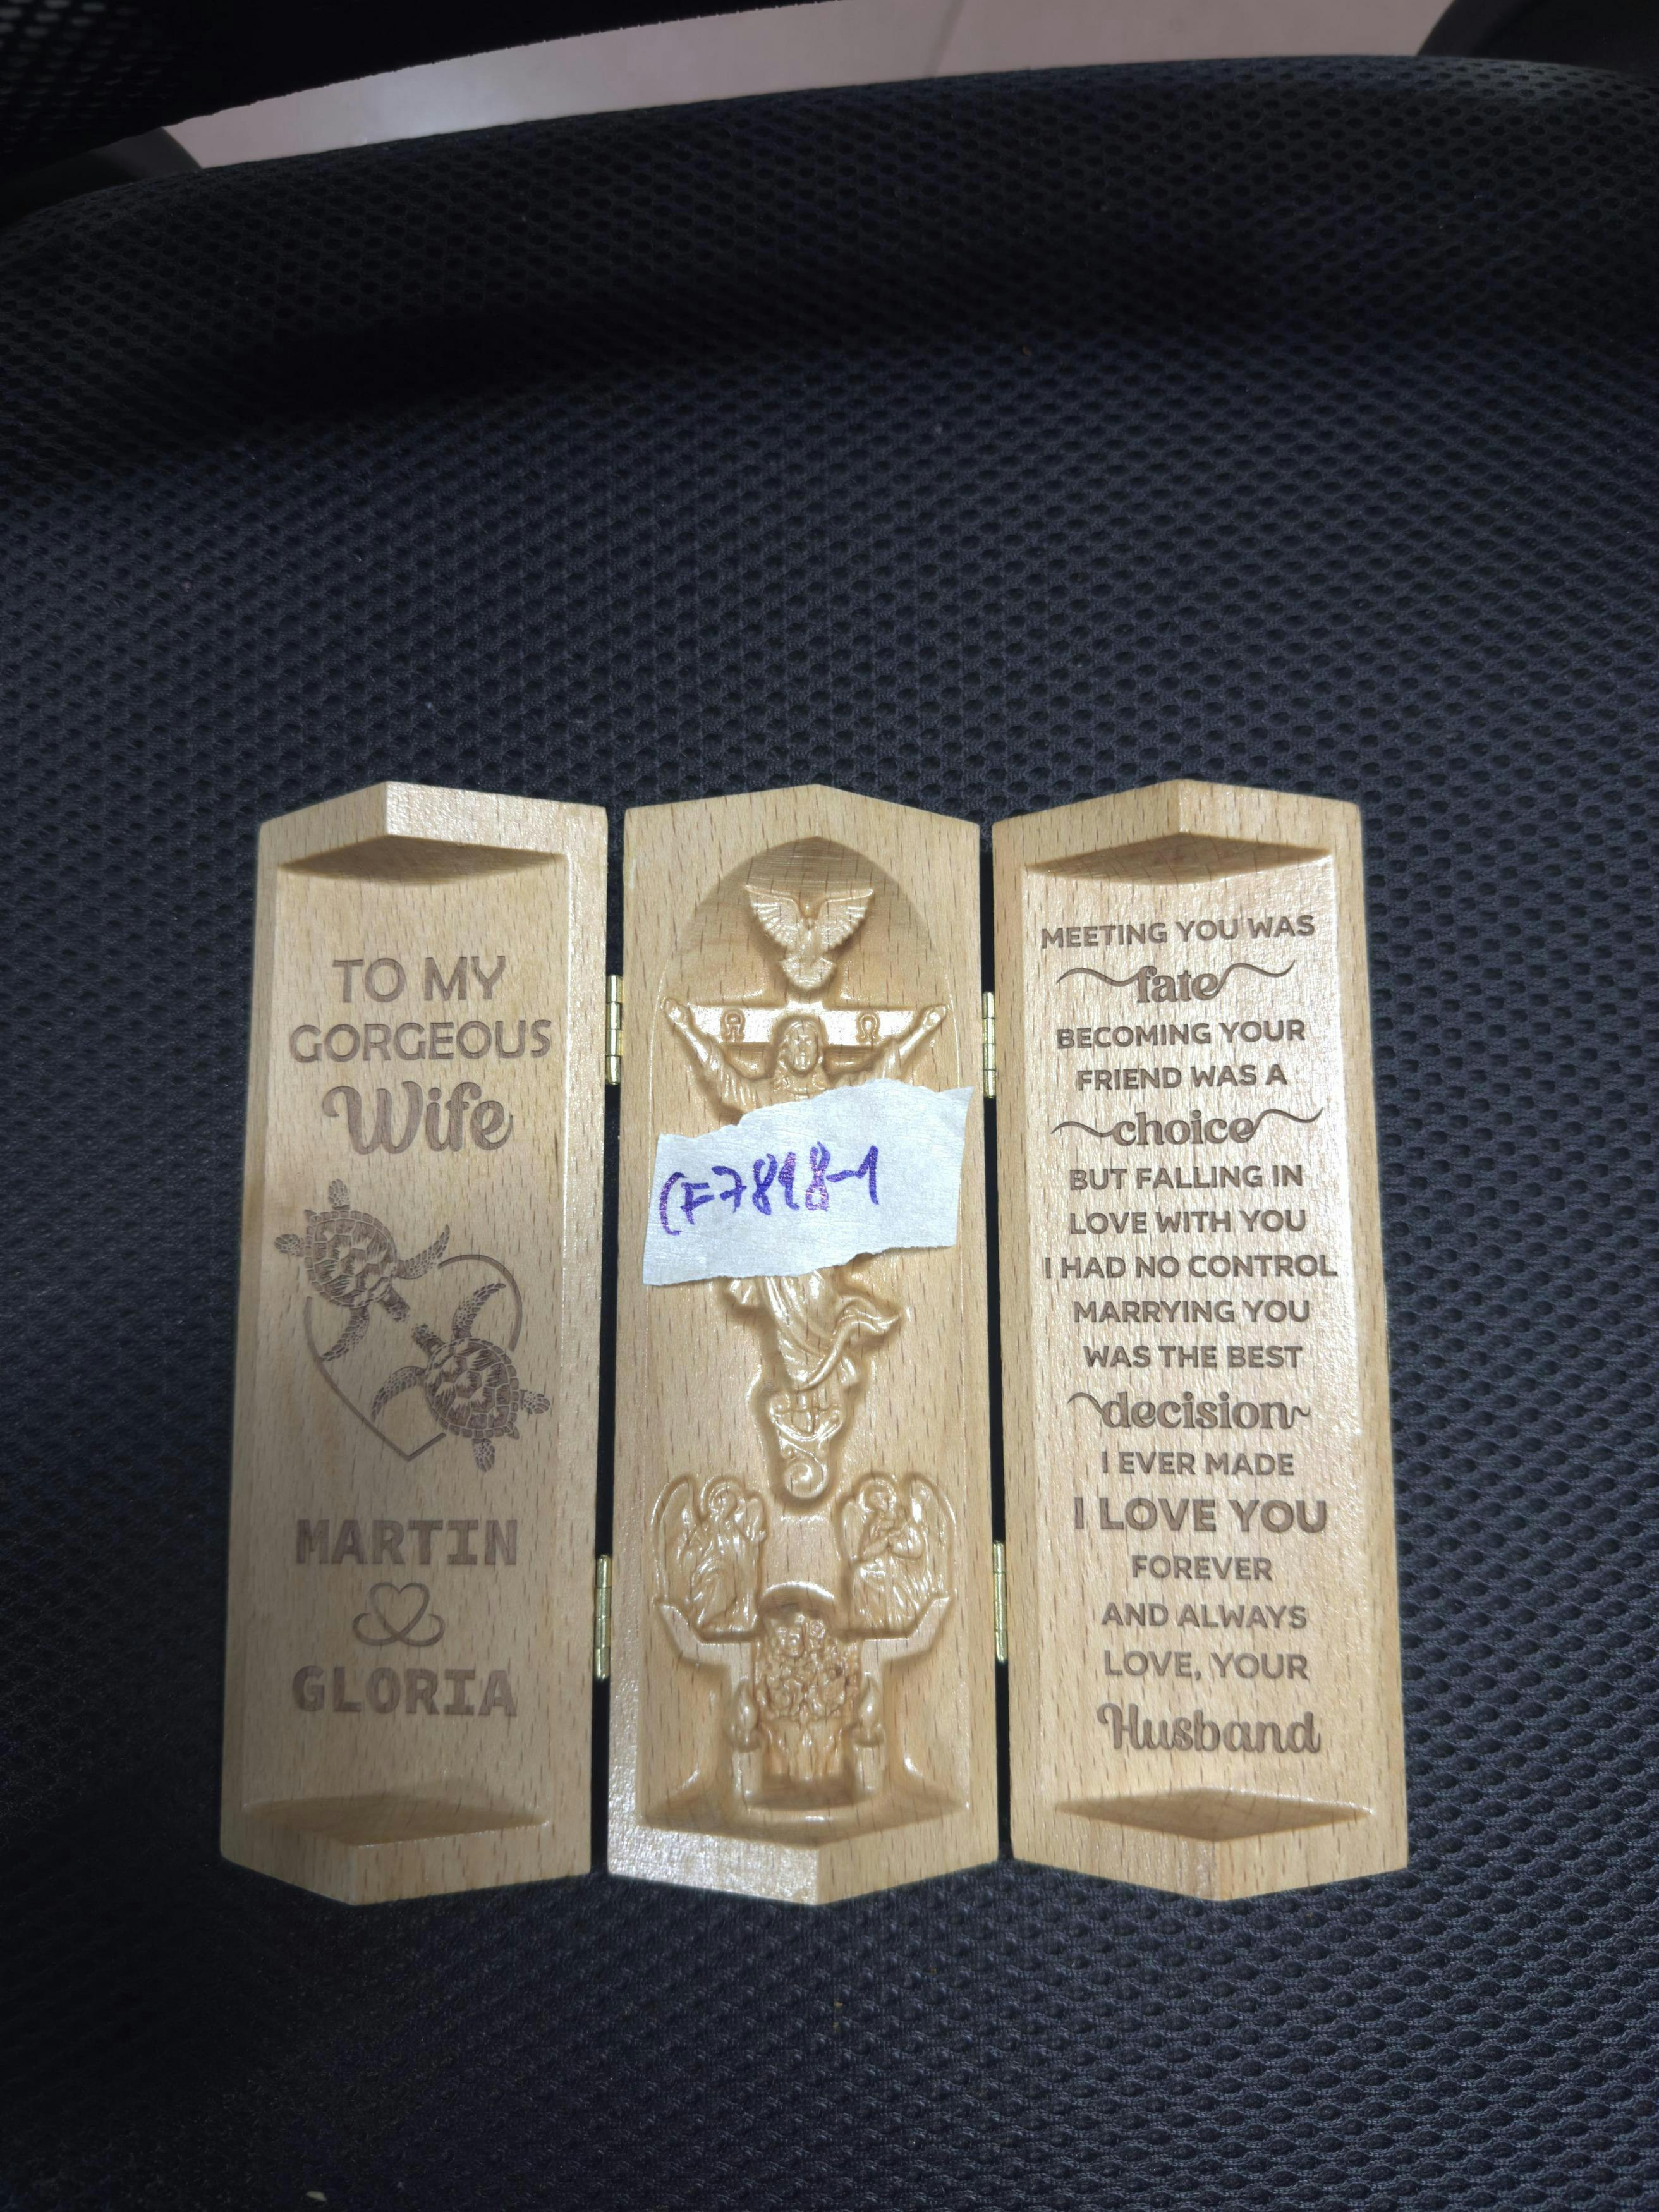 TO MY
GORGEOUS
Wife
MARTIN
GLORIA
CF7898-1
MEETING YOU WAS
fate
BECOMING YOUR
FRIEND WAS A
choice
BUT FALLING IN
LOVE WITH YOU
I HAD NO CONTROL
MARRYING YOU
WAS THE BEST
decision
I EVER MADE
I LOVE YOU
FOREVER
AND ALWAYS
LOVE, YOUR
Husband